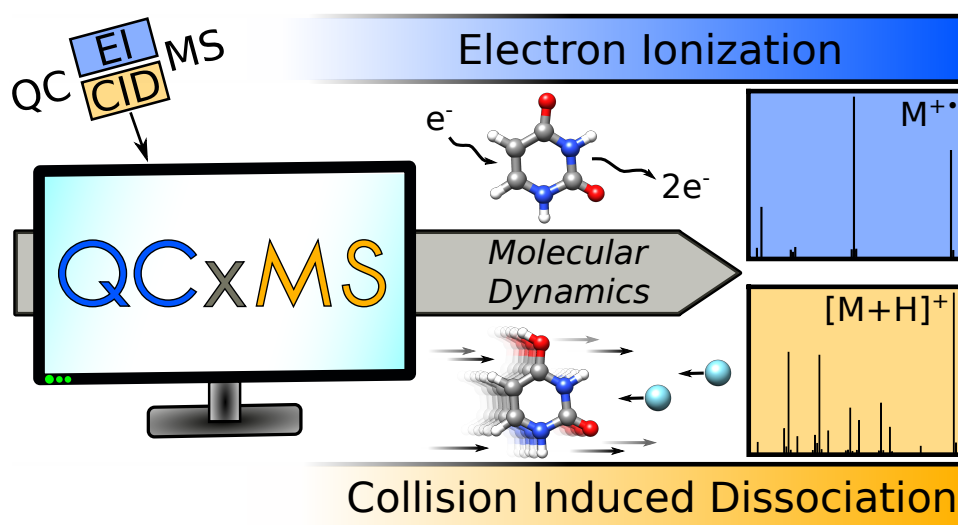 EI
QC MS
CID
Electron Ionization
e⁻
2e⁻
M⁺•
QCxMS
Molecular
Dynamics
[M+H]⁺
Collision Induced Dissociation